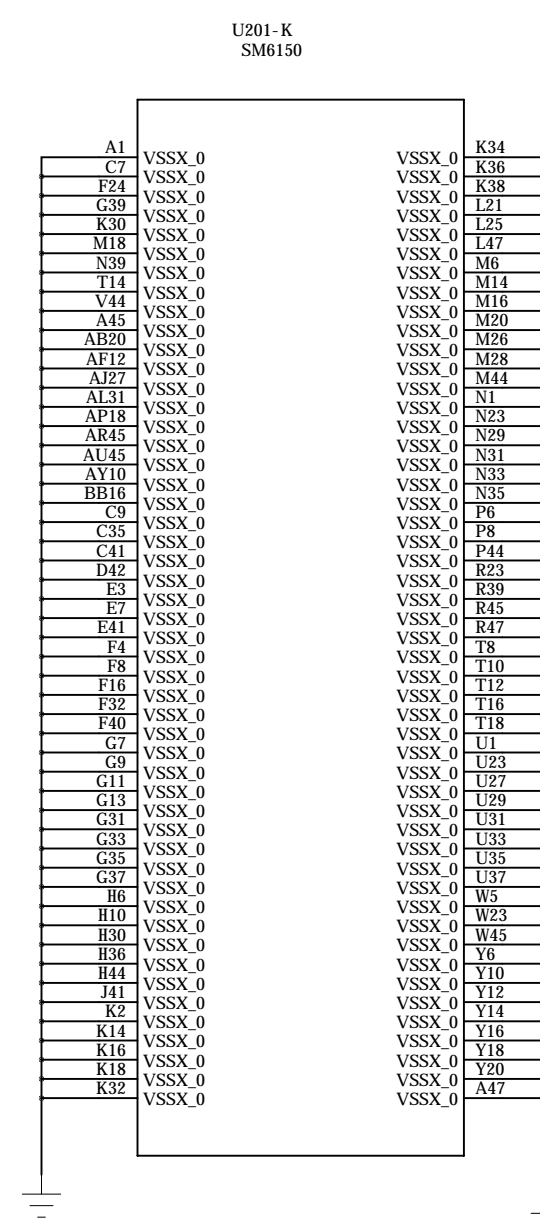 U201-K
SM6150
A1 VSSX_0 VSSX_0 K34
C7 VSSX_0 VSSX_0 K36
F24 VSSX_0 VSSX_0 K38
G39 VSSX_0 VSSX_0 L21
K30 VSSX_0 VSSX_0 L25
M18 VSSX_0 VSSX_0 L47
N39 VSSX_0 VSSX_0 M6
T14 VSSX_0 VSSX_0 M14
V44 VSSX_0 VSSX_0 M16
A45 VSSX_0 VSSX_0 M20
AB20 VSSX_0 VSSX_0 M26
AF12 VSSX_0 VSSX_0 M28
AJ27 VSSX_0 VSSX_0 M44
AL31 VSSX_0 VSSX_0 N1
AP18 VSSX_0 VSSX_0 N23
AR45 VSSX_0 VSSX_0 N29
AU45 VSSX_0 VSSX_0 N31
AY10 VSSX_0 VSSX_0 N33
BB16 VSSX_0 VSSX_0 N35
C9 VSSX_0 VSSX_0 P6
C35 VSSX_0 VSSX_0 P8
C41 VSSX_0 VSSX_0 P44
D42 VSSX_0 VSSX_0 R23
E3 VSSX_0 VSSX_0 R39
E7 VSSX_0 VSSX_0 R45
E41 VSSX_0 VSSX_0 R47
F4 VSSX_0 VSSX_0 T8
F8 VSSX_0 VSSX_0 T10
F16 VSSX_0 VSSX_0 T12
F32 VSSX_0 VSSX_0 T16
F40 VSSX_0 VSSX_0 T18
G7 VSSX_0 VSSX_0 U1
G9 VSSX_0 VSSX_0 U23
G11 VSSX_0 VSSX_0 U27
G13 VSSX_0 VSSX_0 U29
G31 VSSX_0 VSSX_0 U31
G33 VSSX_0 VSSX_0 U33
G35 VSSX_0 VSSX_0 U35
G37 VSSX_0 VSSX_0 U37
H6 VSSX_0 VSSX_0 W5
H10 VSSX_0 VSSX_0 W23
H30 VSSX_0 VSSX_0 W45
H36 VSSX_0 VSSX_0 Y6
H44 VSSX_0 VSSX_0 Y10
J41 VSSX_0 VSSX_0 Y12
K2 VSSX_0 VSSX_0 Y14
K14 VSSX_0 VSSX_0 Y16
K16 VSSX_0 VSSX_0 Y18
K18 VSSX_0 VSSX_0 Y20
K32 VSSX_0 VSSX_0 A47